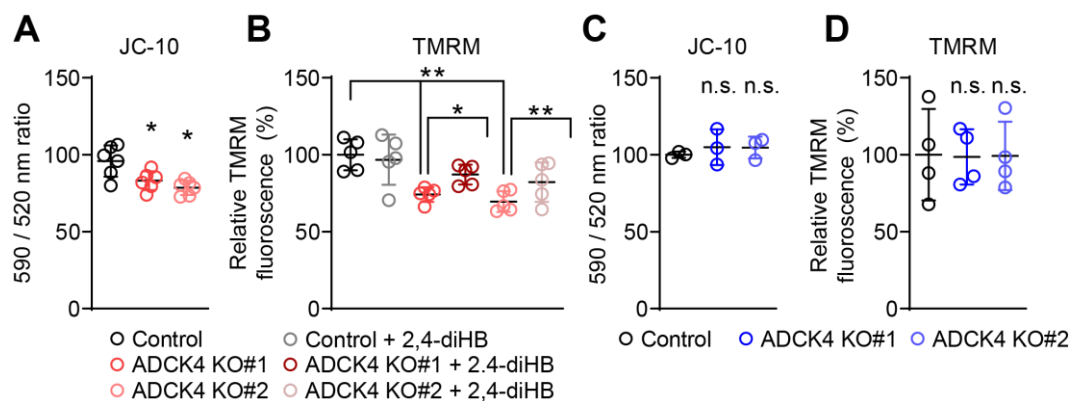 A
JC-10
590 / 520 nm ratio
150
100
50
0
*
*
B
TMRM
Relative TMRM
fluoroscence (%)
150
100
50
0
**
*
**
C
JC-10
590 / 520 nm ratio
150
100
50
0
n.s. n.s.
D
TMRM
Relative TMRM
fluoroscence (%)
150
100
50
0
n.s. n.s.
Control
Control + 2,4-diHB
ADCK4 KO#1
ADCK4 KO#1 + 2.4-diHB
ADCK4 KO#2
ADCK4 KO#2 + 2,4-diHB
Control ADCK4 KO#1 ADCK4 KO#2